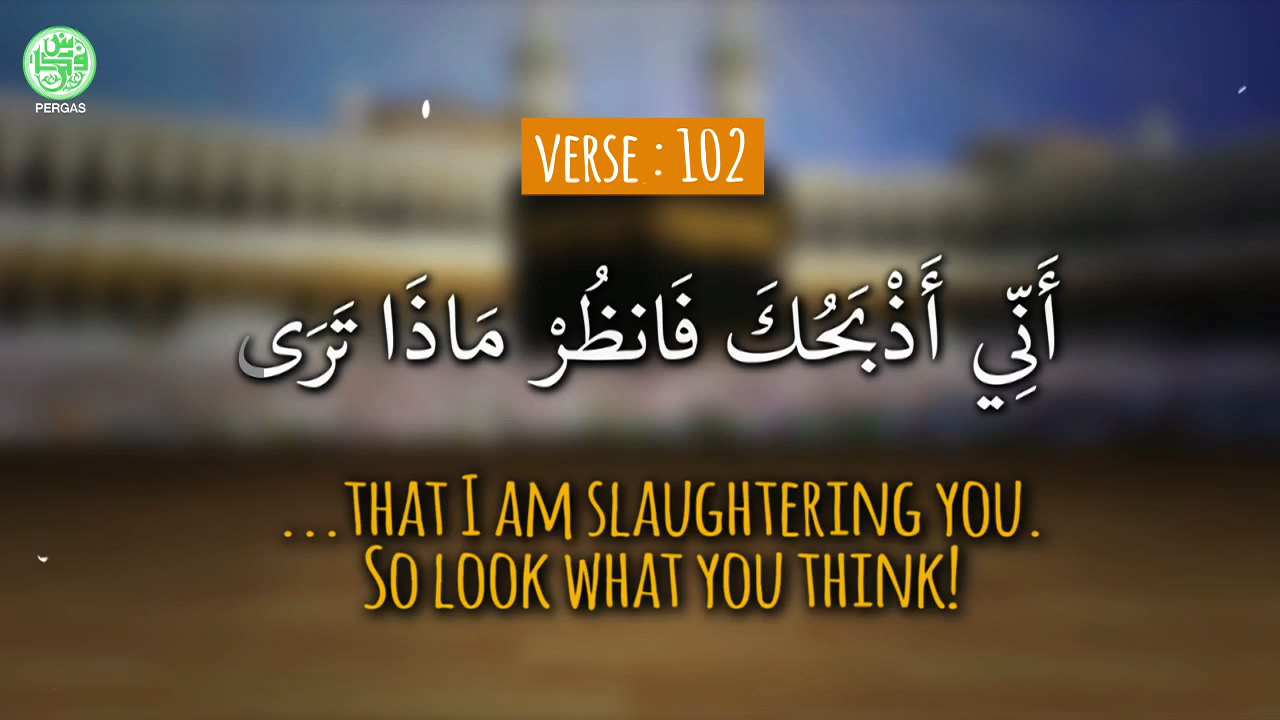 PERGAS
VERSE : 102
أَنِّي أَذْبَحُكَ فَانظُرْ مَاذَا تَرَى
...THAT I AM SLAUGHTERING YOU.
SO LOOK WHAT YOU THINK!